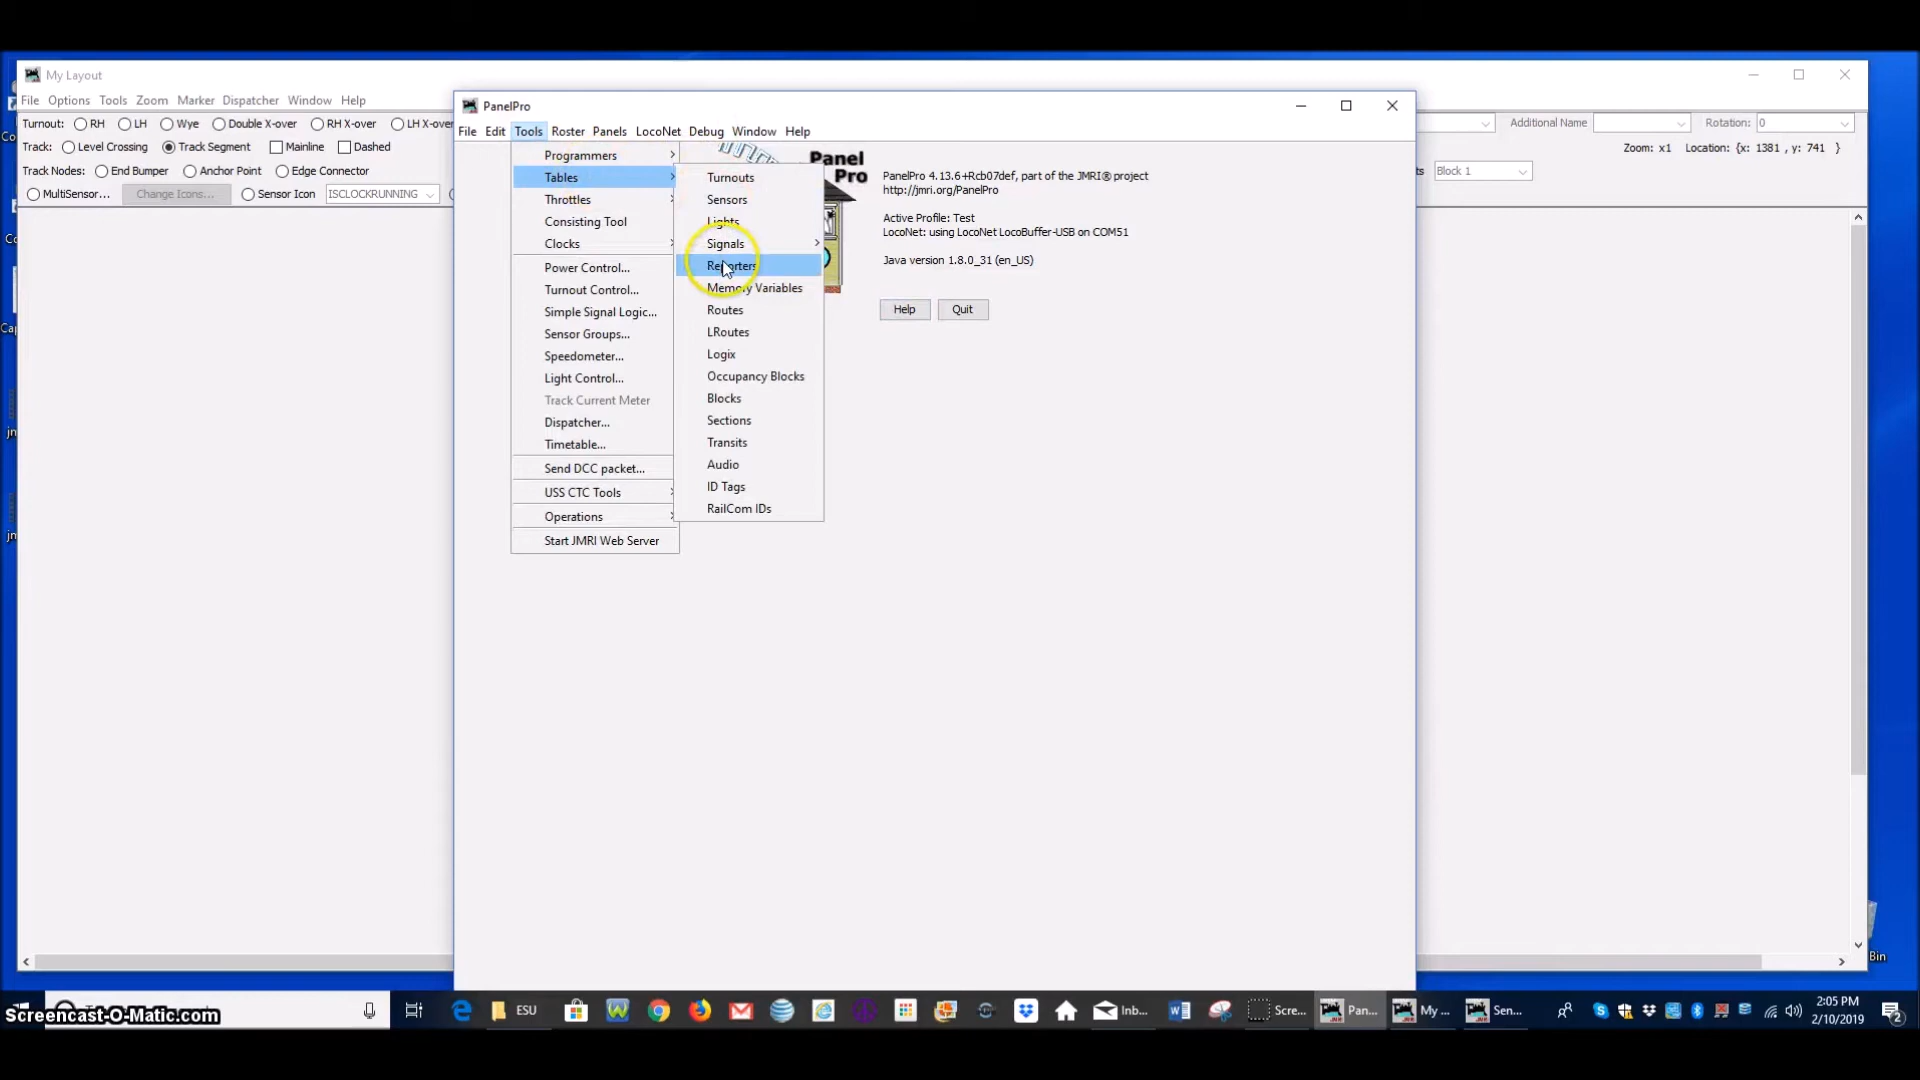 My Layout
File Options Tools Zoom Marker Dispatcher Window Help
Turnout: RH LH Wye Double X-over RH X-over LH X-over
Additional Name Rotation: 0
Track: Level Crossing Track Segment Mainline Dashed
Zoom: x1 Location: {x: 1381 , y: 741 }
Track Nodes: End Bumper Anchor Point Edge Connector
Block 1
MultiSensor... Change Icons... Sensor Icon ISCLOCKRUNNING
PanelPro
File Edit Tools Roster Panels LocoNet Debug Window Help
Programmers
Tables
Throttles
Consisting Tool
Clocks
Power Control...
Turnout Control...
Simple Signal Logic...
Sensor Groups...
Speedometer...
Light Control...
Track Current Meter
Dispatcher...
Timetable...
Send DCC packet...
USS CTC Tools
Operations
Start JMRI Web Server
Turnouts
Sensors
Lights
Signals
Reporters
Memory Variables
Routes
LRoutes
Logix
Occupancy Blocks
Blocks
Sections
Transits
Audio
ID Tags
RailCom IDs
Panel
Pro
PanelPro 4.13.6+Rcb07def, part of the JMRI® project
http://jmri.org/PanelPro
Active Profile: Test
LocoNet: using LocoNet LocoBuffer-USB on COM51
Java version 1.8.0_31 (en_US)
Help Quit
Bin
ESU Inb... Scre... Pan... My ... Sen...
2:05 PM
2/10/2019
2
Screencast-O-Matic.com